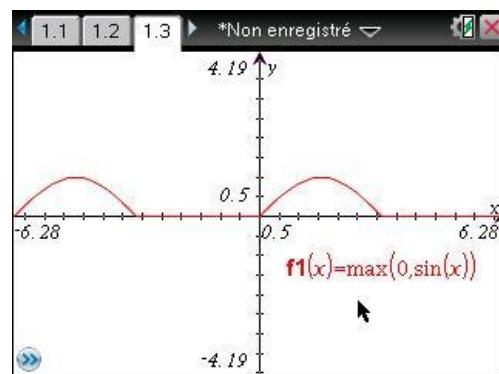 1.1 1.2 1.3 *Non enregistré
4.19 y
0.5 x
-6.28 0.5 6.28
f1(x)=max(0,sin(x))
-4.19